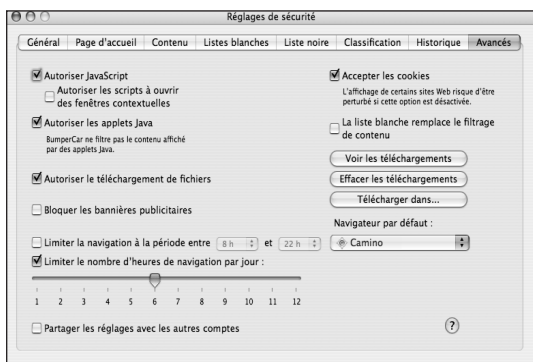 Réglages de sécurité
Général Page d'accueil Contenu Listes blanches Liste noire Classification Historique Avancés
Autoriser JavaScript
Autoriser les scripts à ouvrir
des fenêtres contextuelles
Autoriser les applets Java
BumperCar ne filtre pas le contenu affiché
par des applets Java.
Autoriser le téléchargement de fichiers
Bloquer les bannières publicitaires
Limiter la navigation à la période entre 8 h et 22 h
Limiter le nombre d'heures de navigation par jour :
1 2 3 4 5 6 7 8 9 10 11 12
Partager les réglages avec les autres comptes
Accepter les cookies
L'affichage de certains sites Web risque d'être
perturbé si cette option est désactivée.
La liste blanche remplace le filtrage
de contenu
Voir les téléchargements
Effacer les téléchargements
Télécharger dans...
Navigateur par défaut :
Camino
?